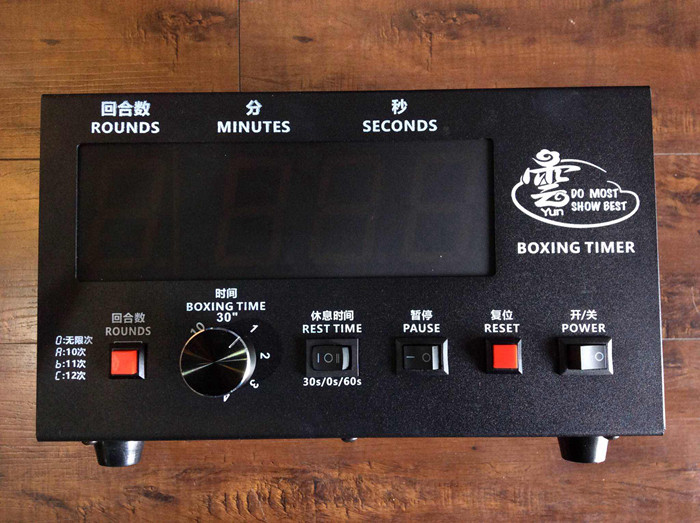 回合数
ROUNDS
分
MINUTES
秒
SECONDS
雲
Yun
DO MOST
SHOW BEST
BOXING TIMER
回合数
ROUNDS
0:无限次
A:10次
b:11次
C:12次
时间
BOXING TIME
30"
10
1
2
3
4
休息时间
REST TIME
30s/0s/60s
暂停
PAUSE
复位
RESET
开/关
POWER